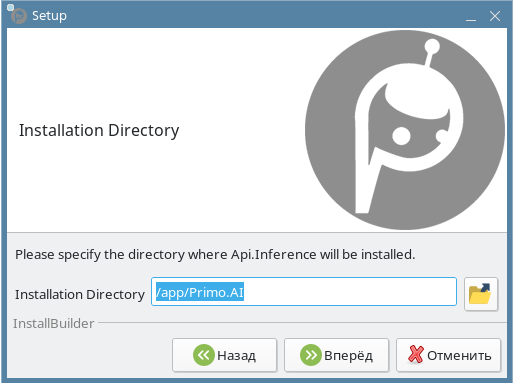 Setup
Installation Directory
Please specify the directory where Api.Inference will be installed.
Installation Directory /app/Primo.AI
InstallBuilder
Назад Вперёд Отменить